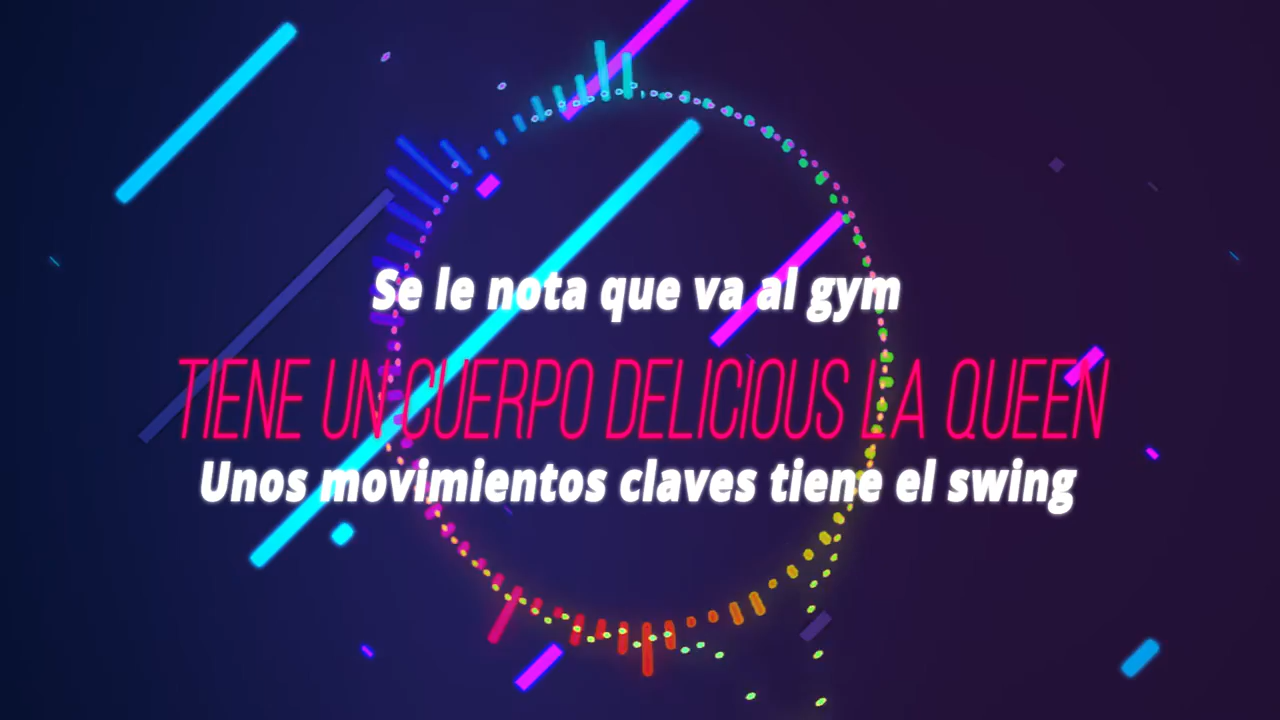 Se le nota que va al gym
TIENE UN CUERPO DELICIOUS LA QUEEN
Unos movimientos claves tiene el swing